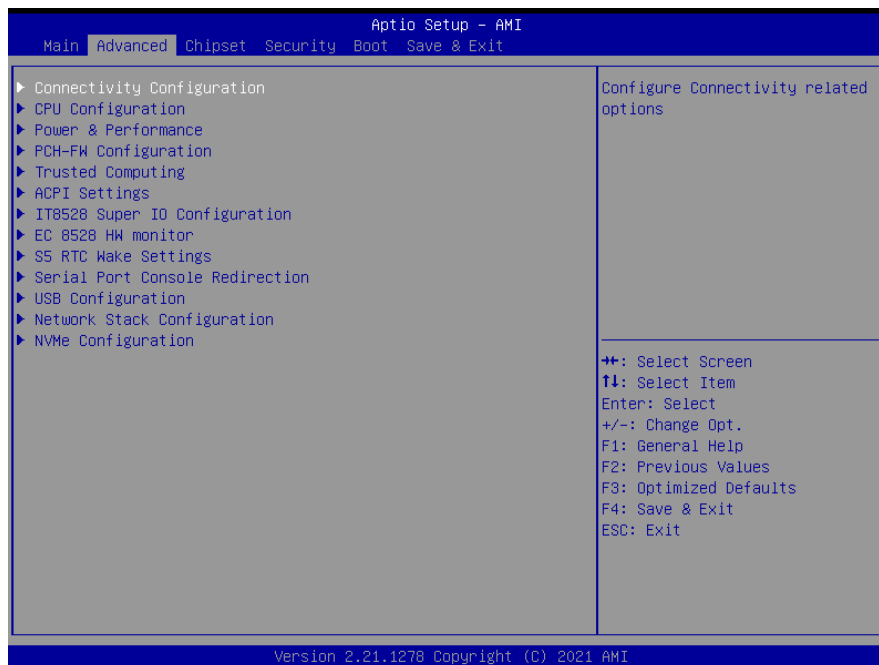 Aptio Setup – AMI
Main Advanced Chipset Security Boot Save & Exit
Connectivity Configuration
CPU Configuration
Power & Performance
PCH-FW Configuration
Trusted Computing
ACPI Settings
IT8528 Super IO Configuration
EC 8528 HW monitor
S5 RTC Wake Settings
Serial Port Console Redirection
USB Configuration
Network Stack Configuration
NVMe Configuration
Configure Connectivity related
options
→←: Select Screen
↑↓: Select Item
Enter: Select
+/-: Change Opt.
F1: General Help
F2: Previous Values
F3: Optimized Defaults
F4: Save & Exit
ESC: Exit
Version 2.21.1278 Copyright (C) 2021 AMI